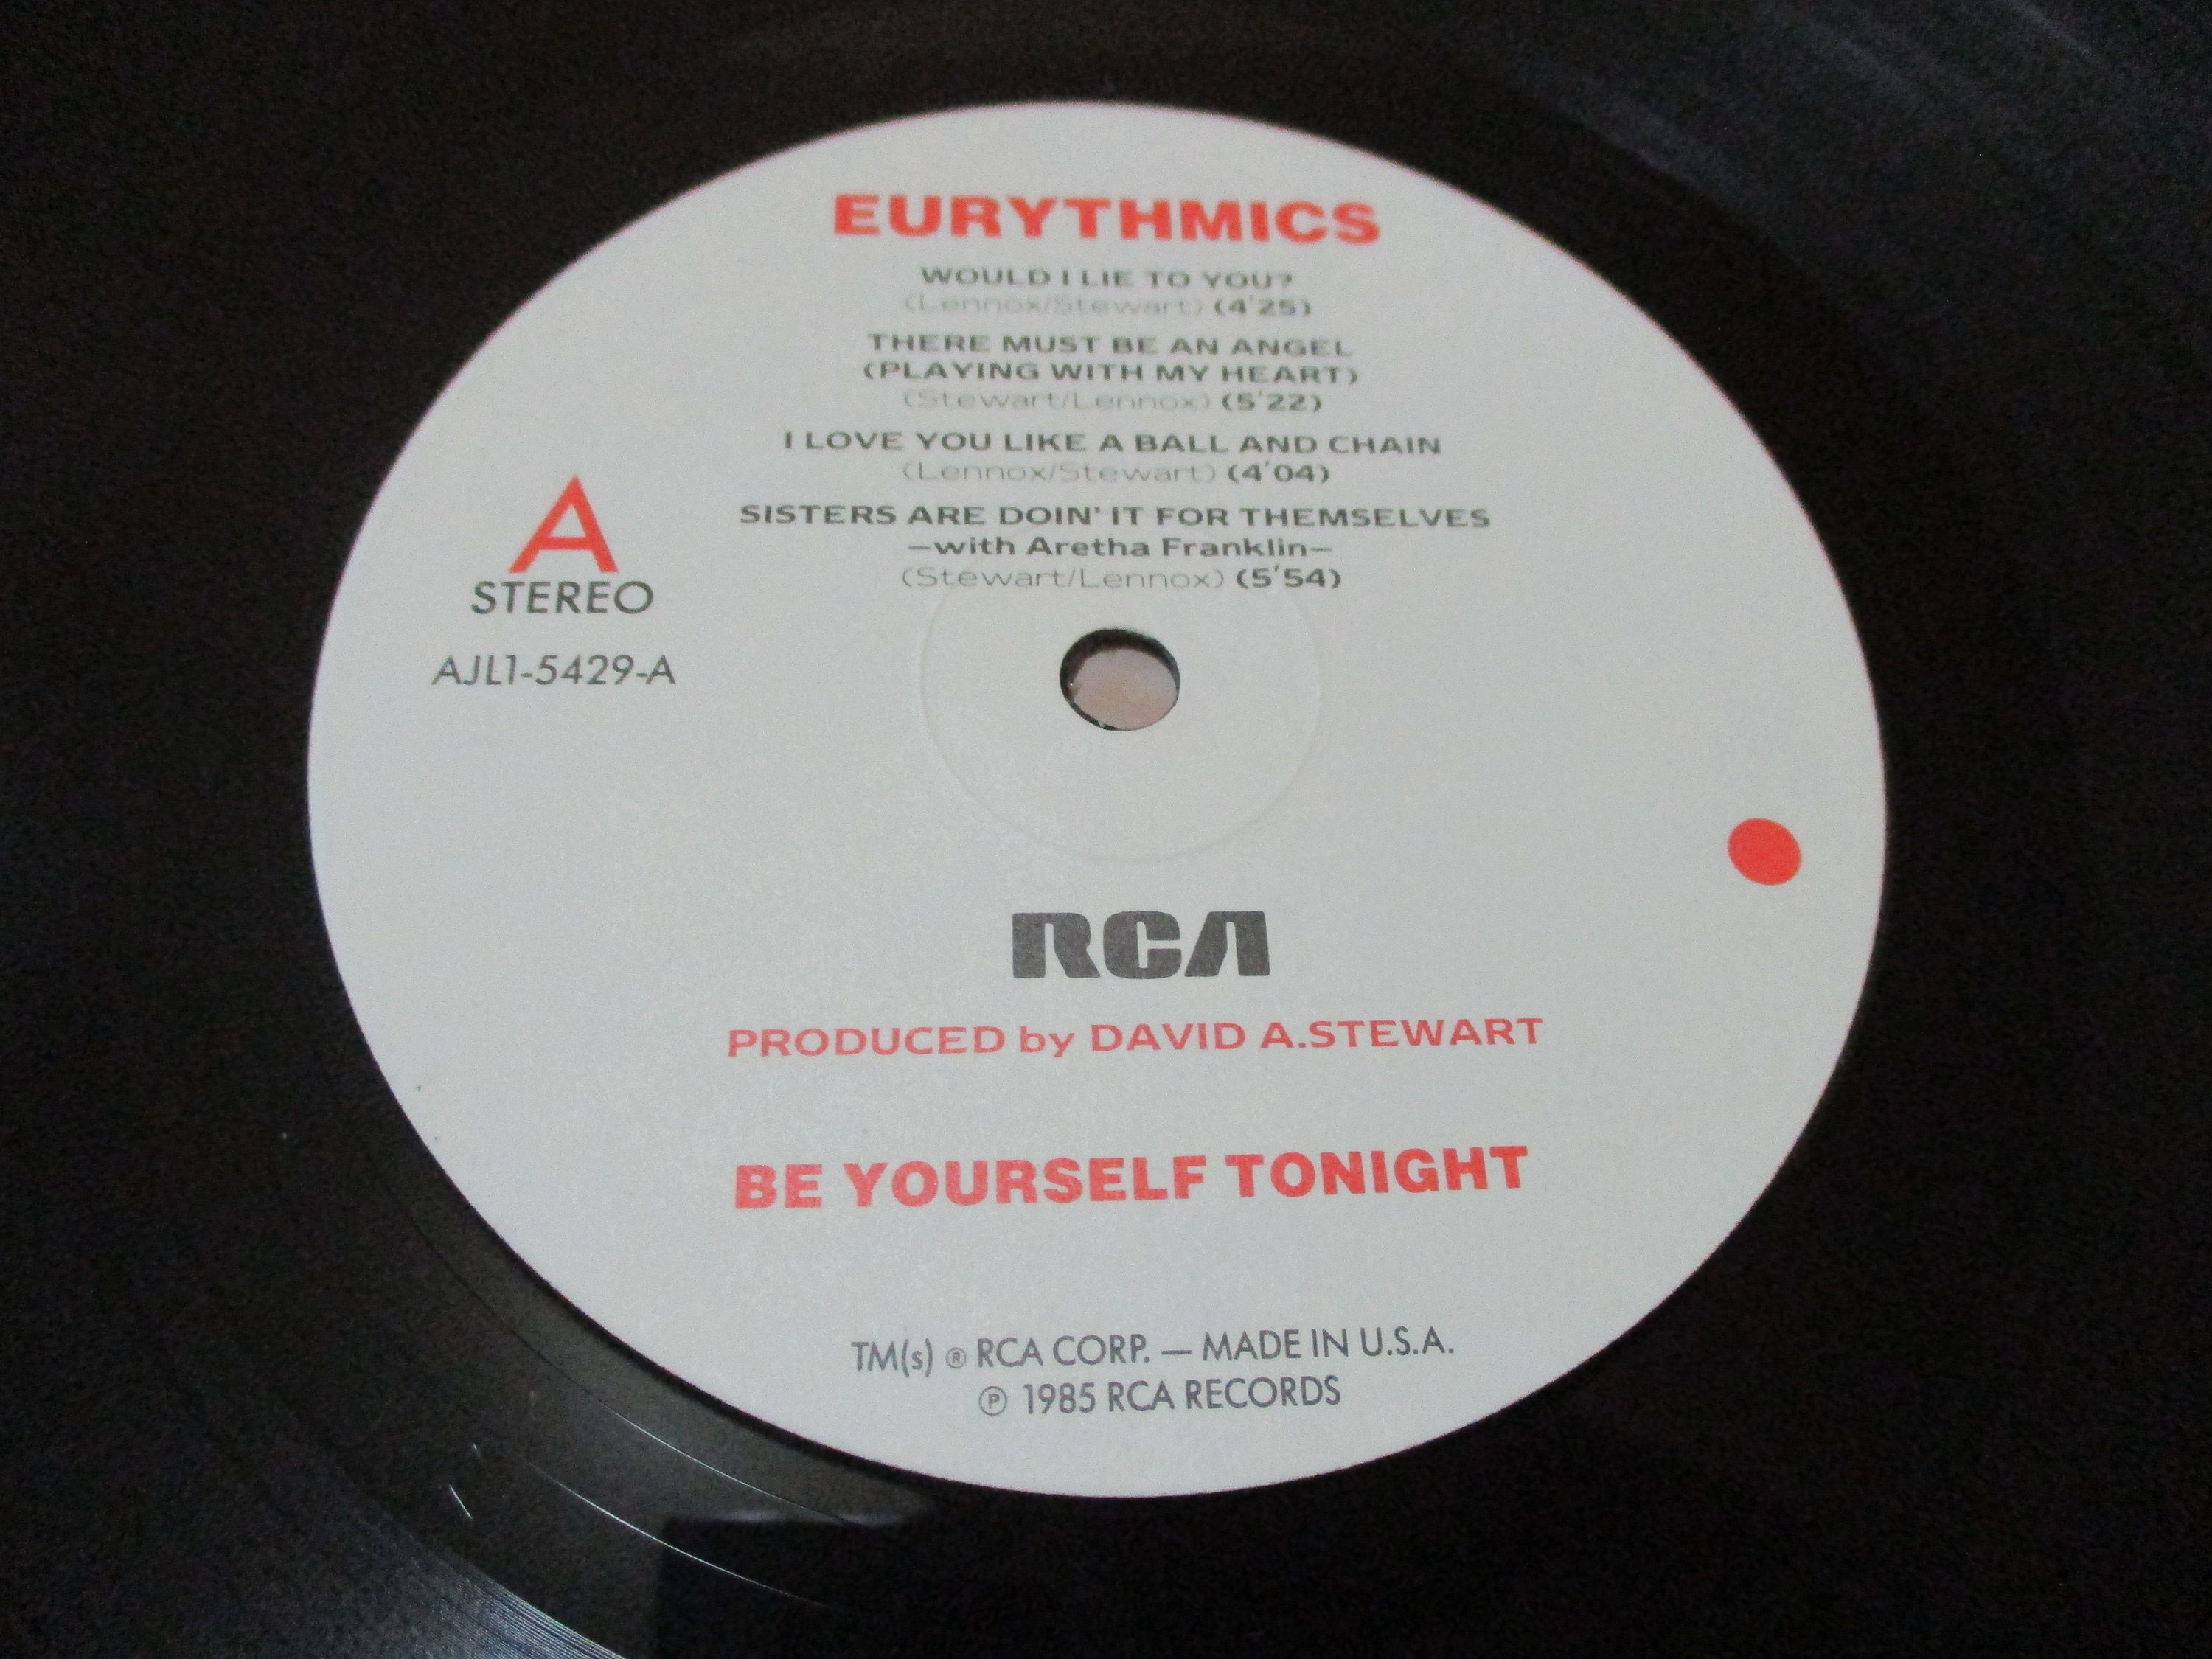 EURYTHMICS
WOULD I LIE TO YOU?
(Lennox/Stewart) (4'25)
THERE MUST BE AN ANGEL
(PLAYING WITH MY HEART)
(Stewart/Lennox) (5'22)
I LOVE YOU LIKE A BALL AND CHAIN
(Lennox/Stewart) (4'04)
SISTERS ARE DOIN' IT FOR THEMSELVES
—with Aretha Franklin—
(Stewart/Lennox) (5'54)
A
STEREO
AJL1-5429-A
RCA
PRODUCED by DAVID A.STEWART
BE YOURSELF TONIGHT
TM(s) ® RCA CORP. — MADE IN U.S.A.
℗ 1985 RCA RECORDS